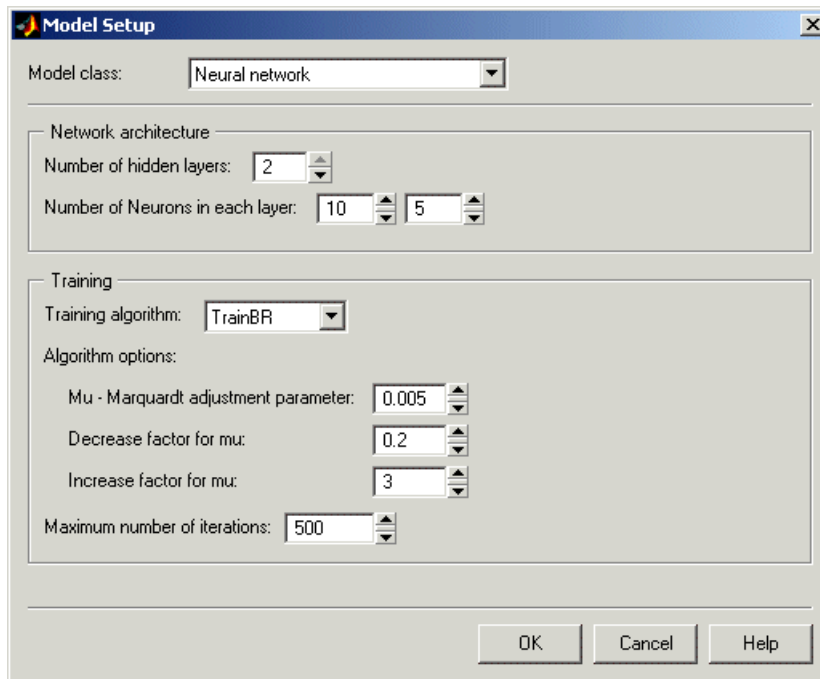 Model Setup
Model class: Neural network
Network architecture
Number of hidden layers: 2
Number of Neurons in each layer: 10 5
Training
Training algorithm: TrainBR
Algorithm options:
Mu - Marquardt adjustment parameter: 0.005
Decrease factor for mu: 0.2
Increase factor for mu: 3
Maximum number of iterations: 500
OK Cancel Help